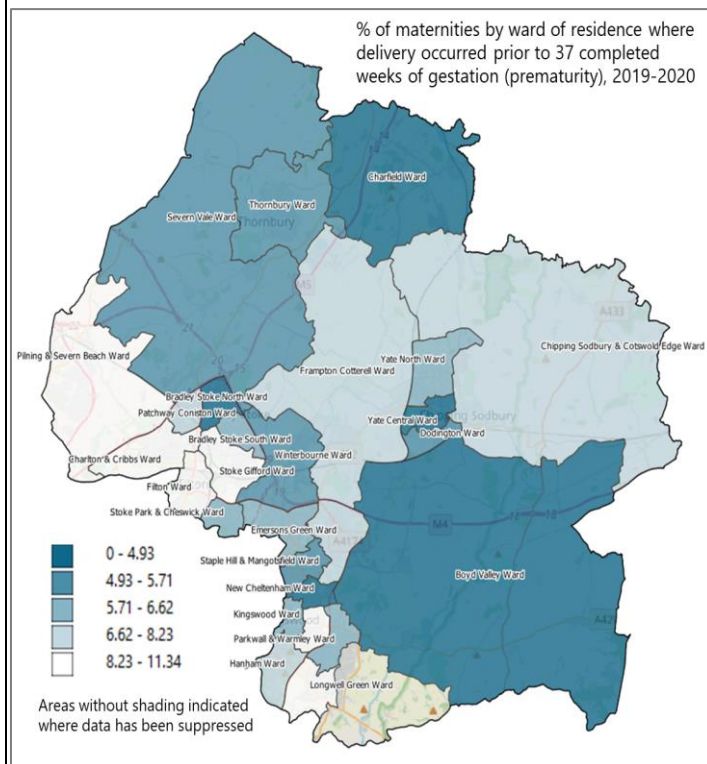 % of maternities by ward of residence where
delivery occurred prior to 37 completed
weeks of gestation (prematurity), 2019-2020
Charfield Ward
Thornbury Ward
Severn Vale Ward
Thornbury
M5
A433
Chipping Sodbury & Cotswold Edge Ward
Pilning & Severn Beach Ward
Yate North Ward
Frampton Cotterell Ward
Bradley Stoke North Ward
Patchway Coniston Ward
Yate Central Ward
Chipping Sodbury
Dodington Ward
Bradley Stoke South Ward
Winterbourne Ward
Charlton & Cribbs Ward
Stoke Gifford Ward
Filton Ward
Stoke Park & Cheswick Ward
M4
Emersons Green Ward
Staple Hill & Mangotsfield Ward
Boyd Valley Ward
New Cheltenham Ward
Kingswood Ward
Parkwall & Warmley Ward
Hanham Ward
Longwell Green Ward
0 - 4.93
4.93 - 5.71
5.71 - 6.62
6.62 - 8.23
8.23 - 11.34
Areas without shading indicated
where data has been suppressed